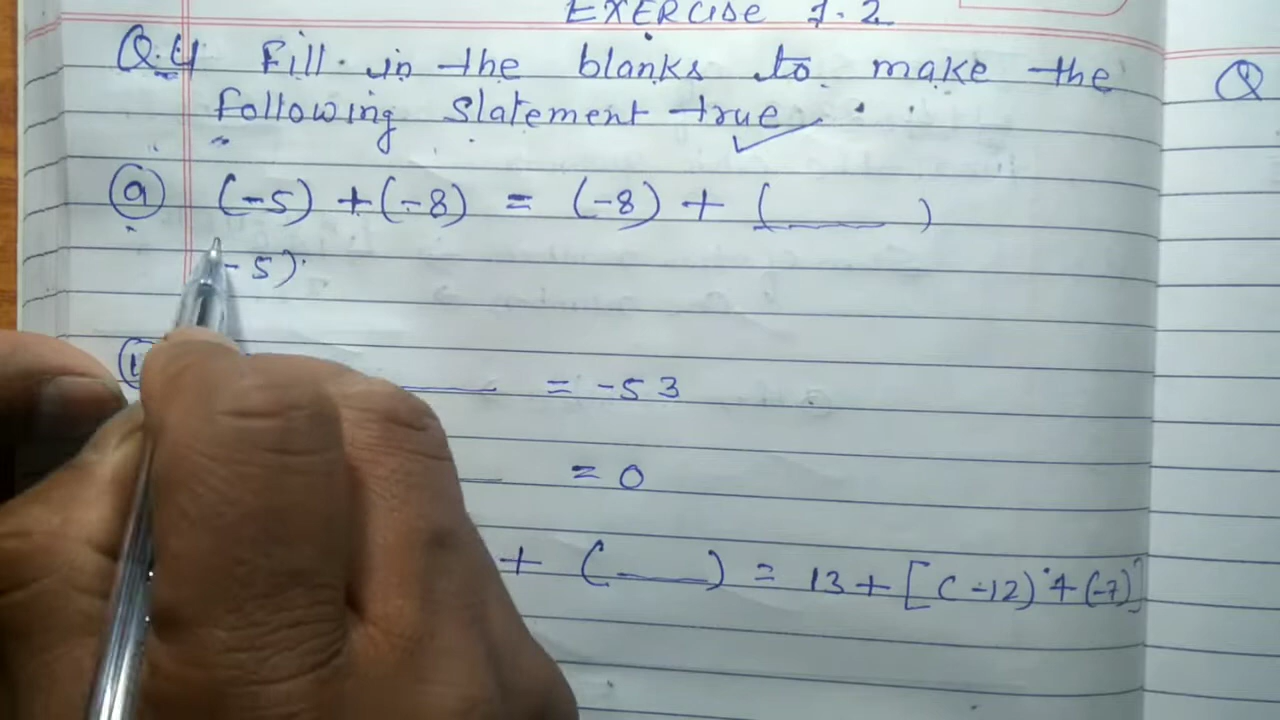 EXERCISE 1.2
Q.4 Fill in the blanks to make the
following statement true
(a) (-5) + (-8) = (-8) + (____)
-5)
= -53
= 0
+ (____) = 13 + [(-12) + (-7)]
Q